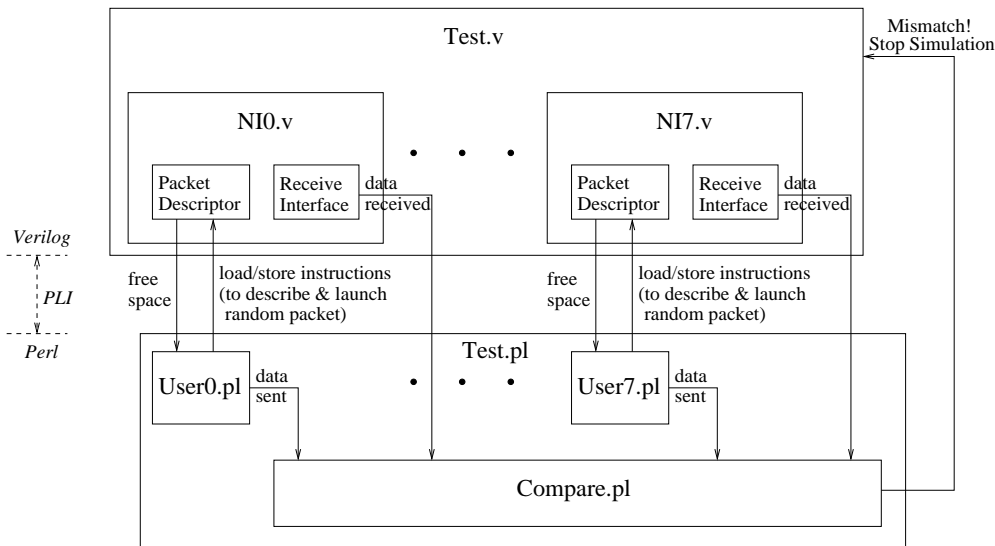 Mismatch!
Stop Simulation
Test.v
NI0.v
NI7.v
Packet
Descriptor
Receive
Interface
data
received
Packet
Descriptor
Receive
Interface
data
received
Verilog
PLI
Perl
free
space
load/store instructions
(to describe & launch
random packet)
free
space
load/store instructions
(to describe & launch
random packet)
Test.pl
User0.pl
data
sent
User7.pl
data
sent
Compare.pl